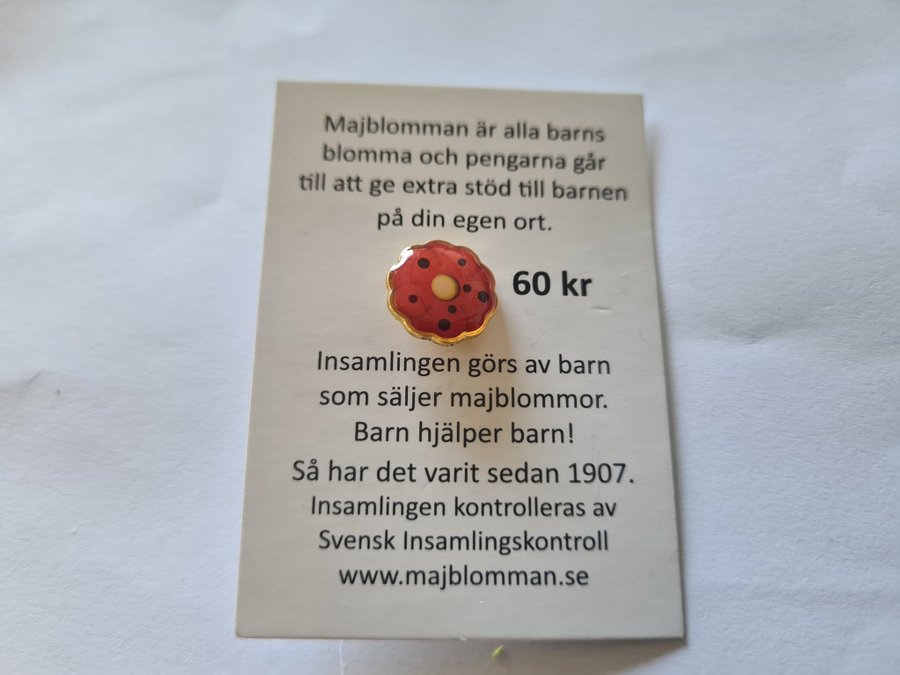 Majblomman är alla barns
blomma och pengarna går
till att ge extra stöd till barnen
på din egen ort.
60 kr
Insamlingen görs av barn
som säljer majblommor.
Barn hjälper barn!
Så har det varit sedan 1907.
Insamlingen kontrolleras av
Svensk Insamlingskontroll
www.majblomman.se